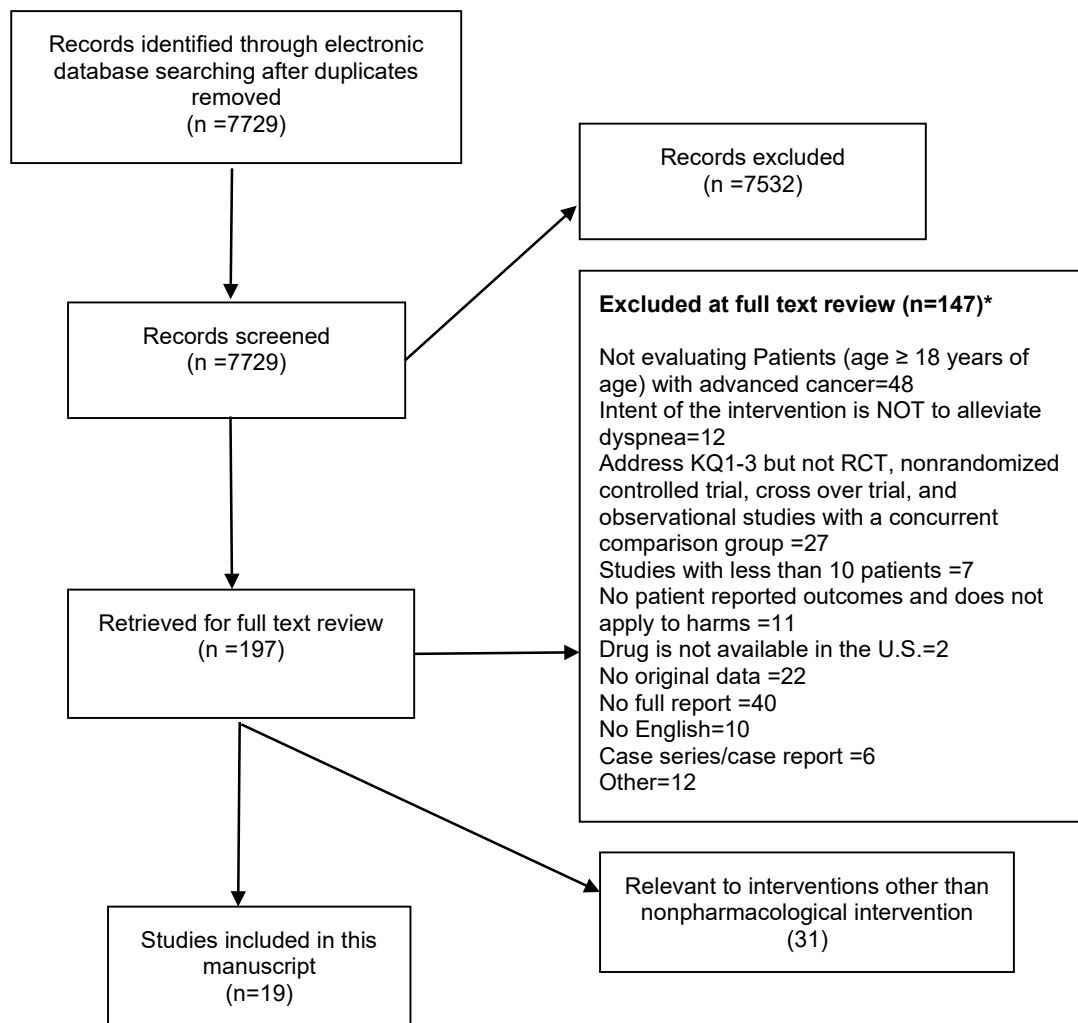 Records identified through electronic
database searching after duplicates
removed
(n =7729)
Records excluded
(n =7532)
Records screened
(n =7729)
Excluded at full text review (n=147)*
Not evaluating Patients (age ≥ 18 years of
age) with advanced cancer=48
Intent of the intervention is NOT to alleviate
dyspnea=12
Address KQ1-3 but not RCT, nonrandomized
controlled trial, cross over trial, and
observational studies with a concurrent
comparison group =27
Studies with less than 10 patients =7
No patient reported outcomes and does not
apply to harms =11
Drug is not available in the U.S.=2
No original data =22
No full report =40
No English=10
Case series/case report =6
Other=12
Retrieved for full text review
(n =197)
Relevant to interventions other than
nonpharmacological intervention
(31)
Studies included in this
manuscript
(n=19)